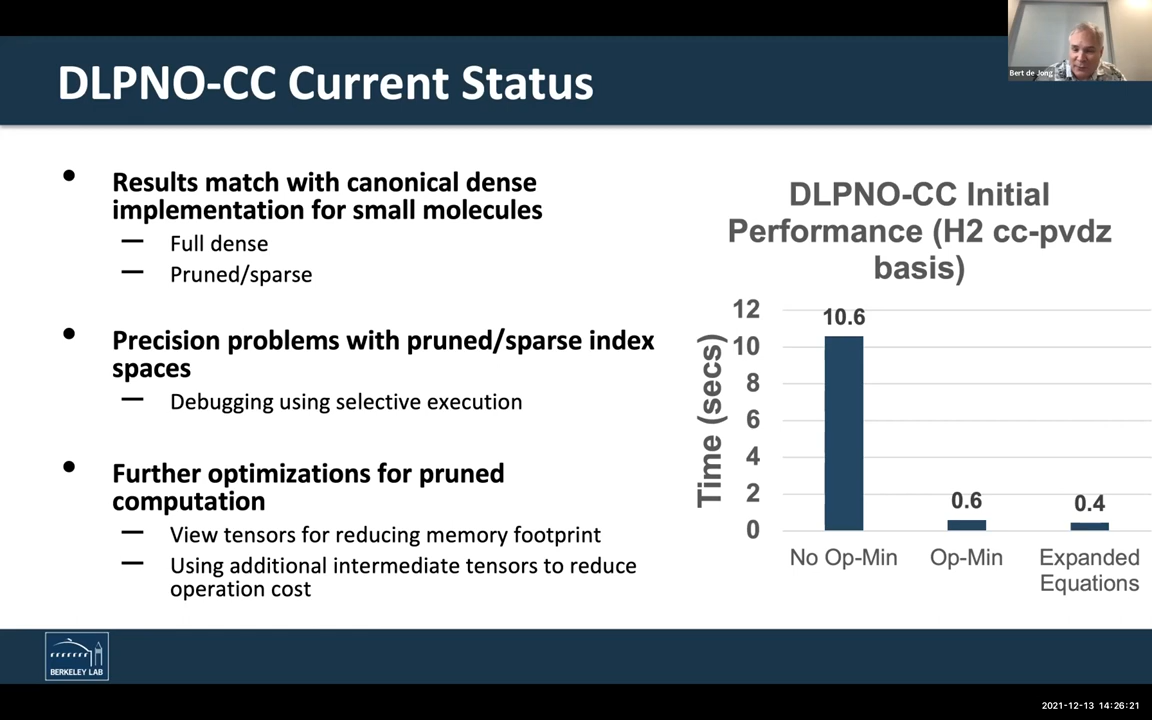 Bert de Jong
DLPNO-CC Current Status
• Results match with canonical dense
implementation for small molecules
— Full dense
— Pruned/sparse
• Precision problems with pruned/sparse index
spaces
— Debugging using selective execution
• Further optimizations for pruned
computation
— View tensors for reducing memory footprint
— Using additional intermediate tensors to reduce
operation cost
DLPNO-CC Initial
Performance (H2 cc-pvdz
basis)
Time (secs)
12
10
8
6
4
2
0
10.6
0.6
0.4
No Op-Min
Op-Min
Expanded
Equations
BERKELEY LAB
2021-12-13 14:26:21